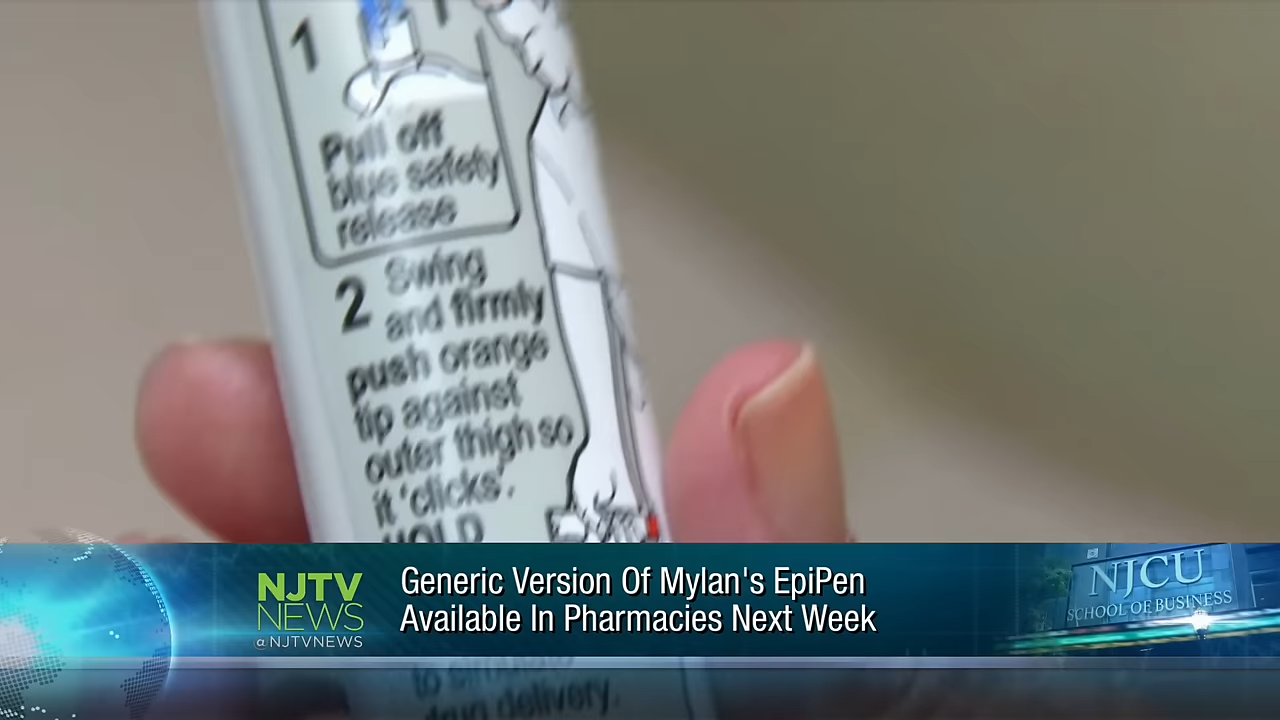 1
Pull off
blue safety
release
2 Swing
and firmly
push orange
tip against
outer thigh so
it 'clicks'.
HOLD
NJTV
NEWS
@NJTVNEWS
Generic Version Of Mylan's EpiPen
Available In Pharmacies Next Week
NJCU
SCHOOL OF BUSINESS
to simulate
drug delivery.